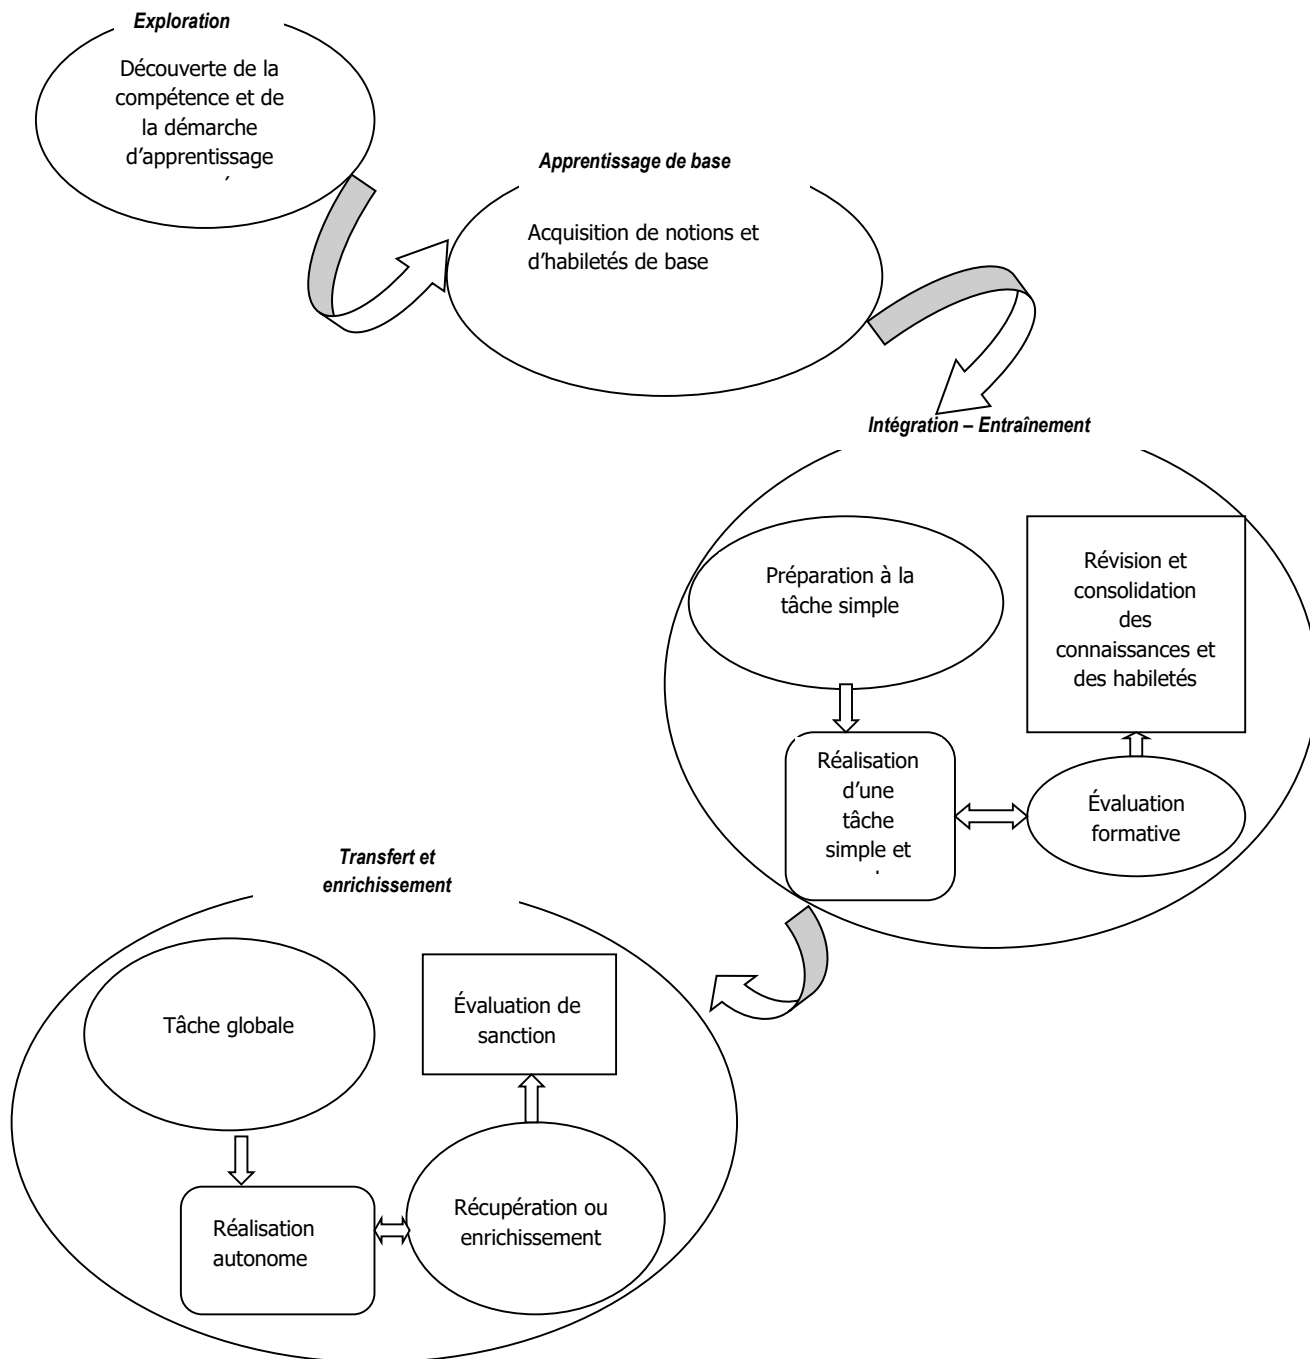 Exploration
Découverte de la
compétence et de
la démarche
d'apprentissage
Apprentissage de base
Acquisition de notions et
d'habiletés de base
Intégration – Entraînement
Préparation à la
tâche simple
Révision et
consolidation
des
connaissances et
des habiletés
Réalisation
d'une
tâche
simple et
Évaluation
formative
Transfert et
enrichissement
Tâche globale
Évaluation de
sanction
Réalisation
autonome
Récupération ou
enrichissement